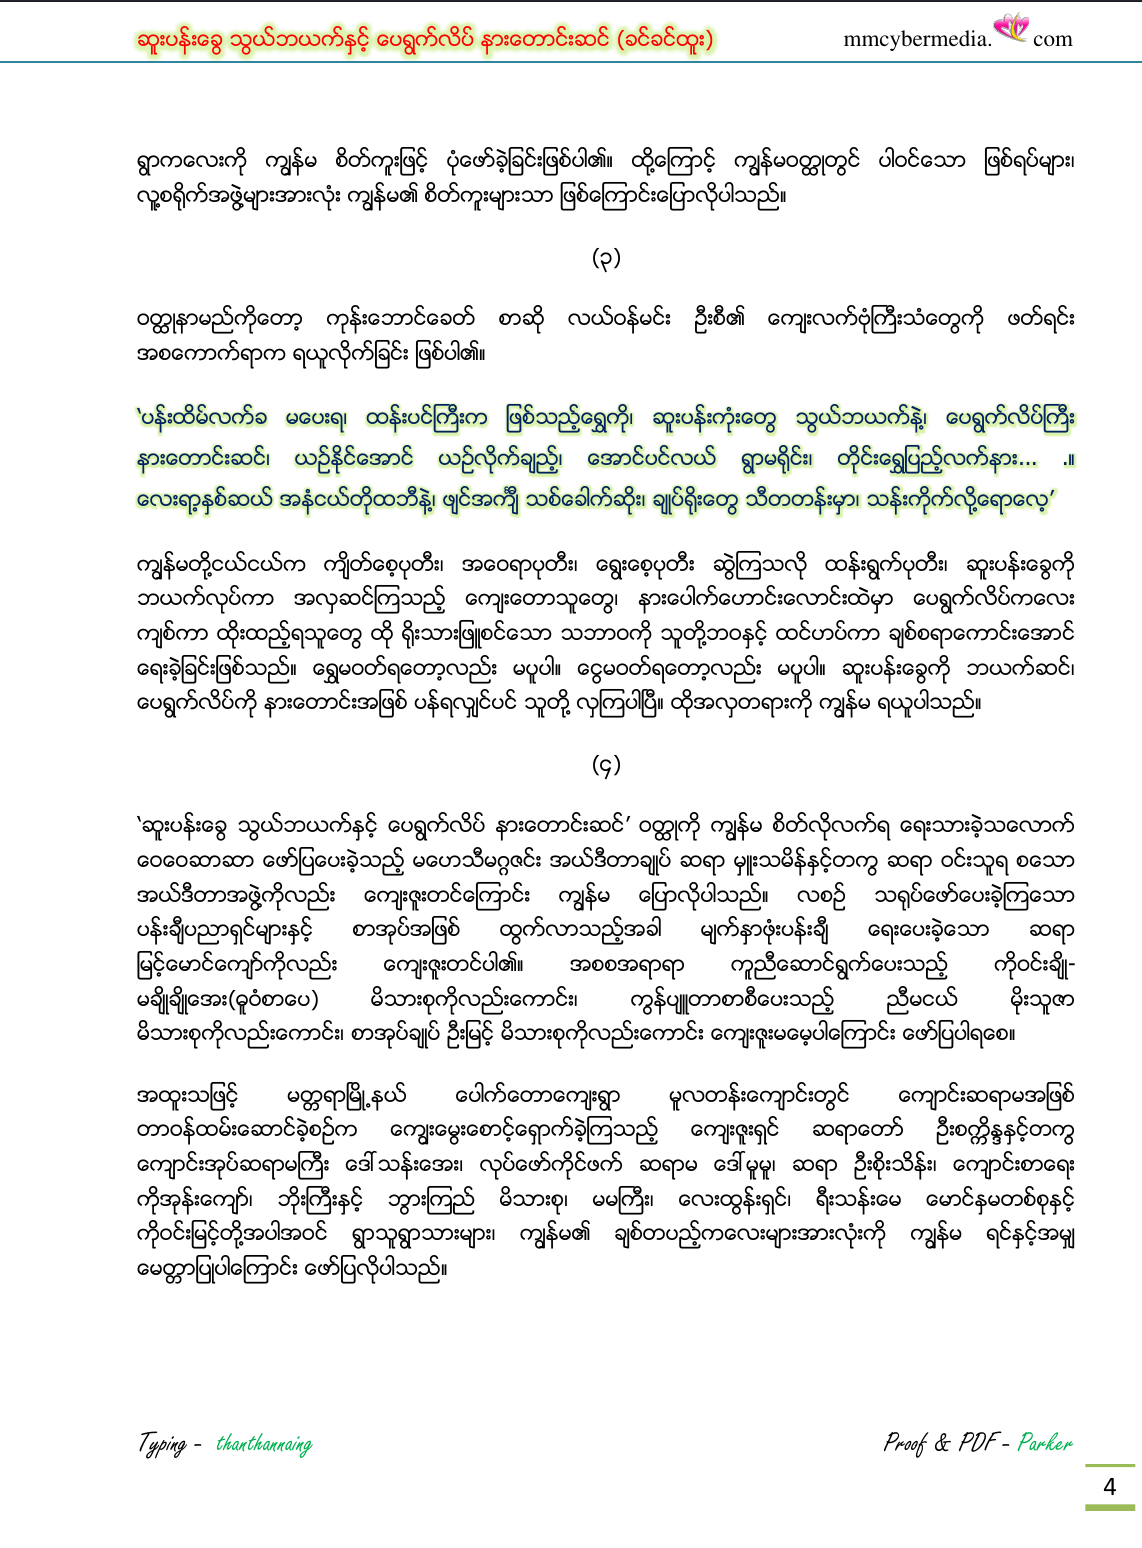 ဆူးပန်းခွေ သွယ်ဘယက်နှင့် ပေရွက်လိပ် နားတောင်းဆင် (ခင်ခင်ထူး) mmcybermedia.com
ရွာကလေးကို ကျွန်မ စိတ်ကူးဖြင့် ပုံဖော်ခဲ့ခြင်းဖြစ်ပါ၏။ ထို့ကြောင့် ကျွန်မဝတ္ထုတွင် ပါဝင်သော ဖြစ်ရပ်များ၊
လူ့စရိုက်အဖွဲ့များအားလုံး ကျွန်မ၏ စိတ်ကူးများသာ ဖြစ်ကြောင်းပြောလိုပါသည်။
(၃)
ဝတ္ထုနာမည်ကိုတော့ ကုန်းဘောင်ခေတ် စာဆို လယ်ဝန်မင်း ဦးစီ၏ ကျေးလက်ဗုံကြီးသံတွေကို ဖတ်ရင်း
အစကောက်ရာက ရယူလိုက်ခြင်း ဖြစ်ပါ၏။
‘ပန်းထိမ်လက်ခ မပေးရ၊ ထန်းပင်ကြီးက ဖြစ်သည့်ရွှေကို၊ ဆူးပန်းကုံးတွေ သွယ်ဘယက်နဲ့၊ ပေရွက်လိပ်ကြီး
နားတောင်းဆင်၊ ယဉ်နိုင်အောင် ယဉ်လိုက်ချည့်၊ အောင်ပင်လယ် ရွာမရိုင်း၊ တိုင်းရွှေပြည့်လက်နား... .။
လေးရာ့နှစ်ဆယ် အနံငယ်တိုထဘီနဲ့၊ ဖျင်အင်္ကျီ သစ်ခေါက်ဆိုး၊ ချုပ်ရိုးတွေ သီတတန်းမှာ၊ သန်းကိုက်လို့ရောလေ့’
ကျွန်မတို့ငယ်ငယ်က ကျိတ်စေ့ပုတီး၊ အဝေရာပုတီး၊ ရွေးစေ့ပုတီး ဆွဲကြသလို ထန်းရွက်ပုတီး၊ ဆူးပန်းခွေကို
ဘယက်လုပ်ကာ အလှဆင်ကြသည့် ကျေးတောသူတွေ၊ နားပေါက်ဟောင်းလောင်းထဲမှာ ပေရွက်လိပ်ကလေး
ကျစ်ကာ ထိုးထည့်ရသူတွေ ထို ရိုးသားဖြူစင်သော သဘာဝကို သူတို့ဘဝနှင့် ထင်ဟပ်ကာ ချစ်စရာကောင်းအောင်
ရေးခဲ့ခြင်းဖြစ်သည်။ ရွှေမဝတ်ရတော့လည်း မပူပါ။ ငွေမဝတ်ရတော့လည်း မပူပါ။ ဆူးပန်းခွေကို ဘယက်ဆင်၊
ပေရွက်လိပ်ကို နားတောင်းအဖြစ် ပန်ရလျှင်ပင် သူတို့ လှကြပါပြီ။ ထိုအလှတရားကို ကျွန်မ ရယူပါသည်။
(၄)
‘ဆူးပန်းခွေ သွယ်ဘယက်နှင့် ပေရွက်လိပ် နားတောင်းဆင်’ ဝတ္ထုကို ကျွန်မ စိတ်လိုလက်ရ ရေးသားခဲ့သလောက်
ဝေဝေဆာဆာ ဖော်ပြပေးခဲ့သည့် မဟေသီမဂ္ဂဇင်း အယ်ဒီတာချုပ် ဆရာ မှူးသမိန်နှင့်တကွ ဆရာ ဝင်းသူရ စသော
အယ်ဒီတာအဖွဲ့ကိုလည်း ကျေးဇူးတင်ကြောင်း ကျွန်မ ပြောလိုပါသည်။ လစဉ် သရုပ်ဖော်ပေးခဲ့ကြသော
ပန်းချီပညာရှင်များနှင့် စာအုပ်အဖြစ် ထွက်လာသည့်အခါ မျက်နှာဖုံးပန်းချီ ရေးပေးခဲ့သော ဆရာ
မြင့်မောင်ကျော်ကိုလည်း ကျေးဇူးတင်ပါ၏။ အစစအရာရာ ကူညီဆောင်ရွက်ပေးသည့် ကိုဝင်းချို-
မချိုချိုအေး(ဓူဝံစာပေ) မိသားစုကိုလည်းကောင်း၊ ကွန်ပျူတာစာစီပေးသည့် ညီမငယ် မိုးသူဇာ
မိသားစုကိုလည်းကောင်း၊ စာအုပ်ချုပ် ဦးမြင့် မိသားစုကိုလည်းကောင်း ကျေးဇူးမမေ့ပါကြောင်း ဖော်ပြပါရစေ။
အထူးသဖြင့် မတ္တရာမြို့နယ် ပေါက်တောကျေးရွာ မူလတန်းကျောင်းတွင် ကျောင်းဆရာမအဖြစ်
တာဝန်ထမ်းဆောင်ခဲ့စဉ်က ကျွေးမွေးစောင့်ရှောက်ခဲ့ကြသည့် ကျေးဇူးရှင် ဆရာတော် ဦးစက္ကိန္ဒနှင့်တကွ
ကျောင်းအုပ်ဆရာမကြီး ဒေါ်သန်းအေး၊ လုပ်ဖော်ကိုင်ဖက် ဆရာမ ဒေါ်မူမူ၊ ဆရာ ဦးစိုးသိန်း၊ ကျောင်းစာရေး
ကိုအုန်းကျော်၊ ဘိုးကြီးနှင့် ဘွားကြည် မိသားစု၊ မမကြီး၊ လေးထွန်းရှင်၊ ရီးသန်းမေ မောင်နှမတစ်စုနှင့်
ကိုဝင်းမြင့်တို့အပါအဝင် ရွာသူရွာသားများ၊ ကျွန်မ၏ ချစ်တပည့်ကလေးများအားလုံးကို ကျွန်မ ရင်နှင့်အမျှ
မေတ္တာပြုပါကြောင်း ဖော်ပြလိုပါသည်။
Typing - thanthannaing Proof & PDF - Parker
4